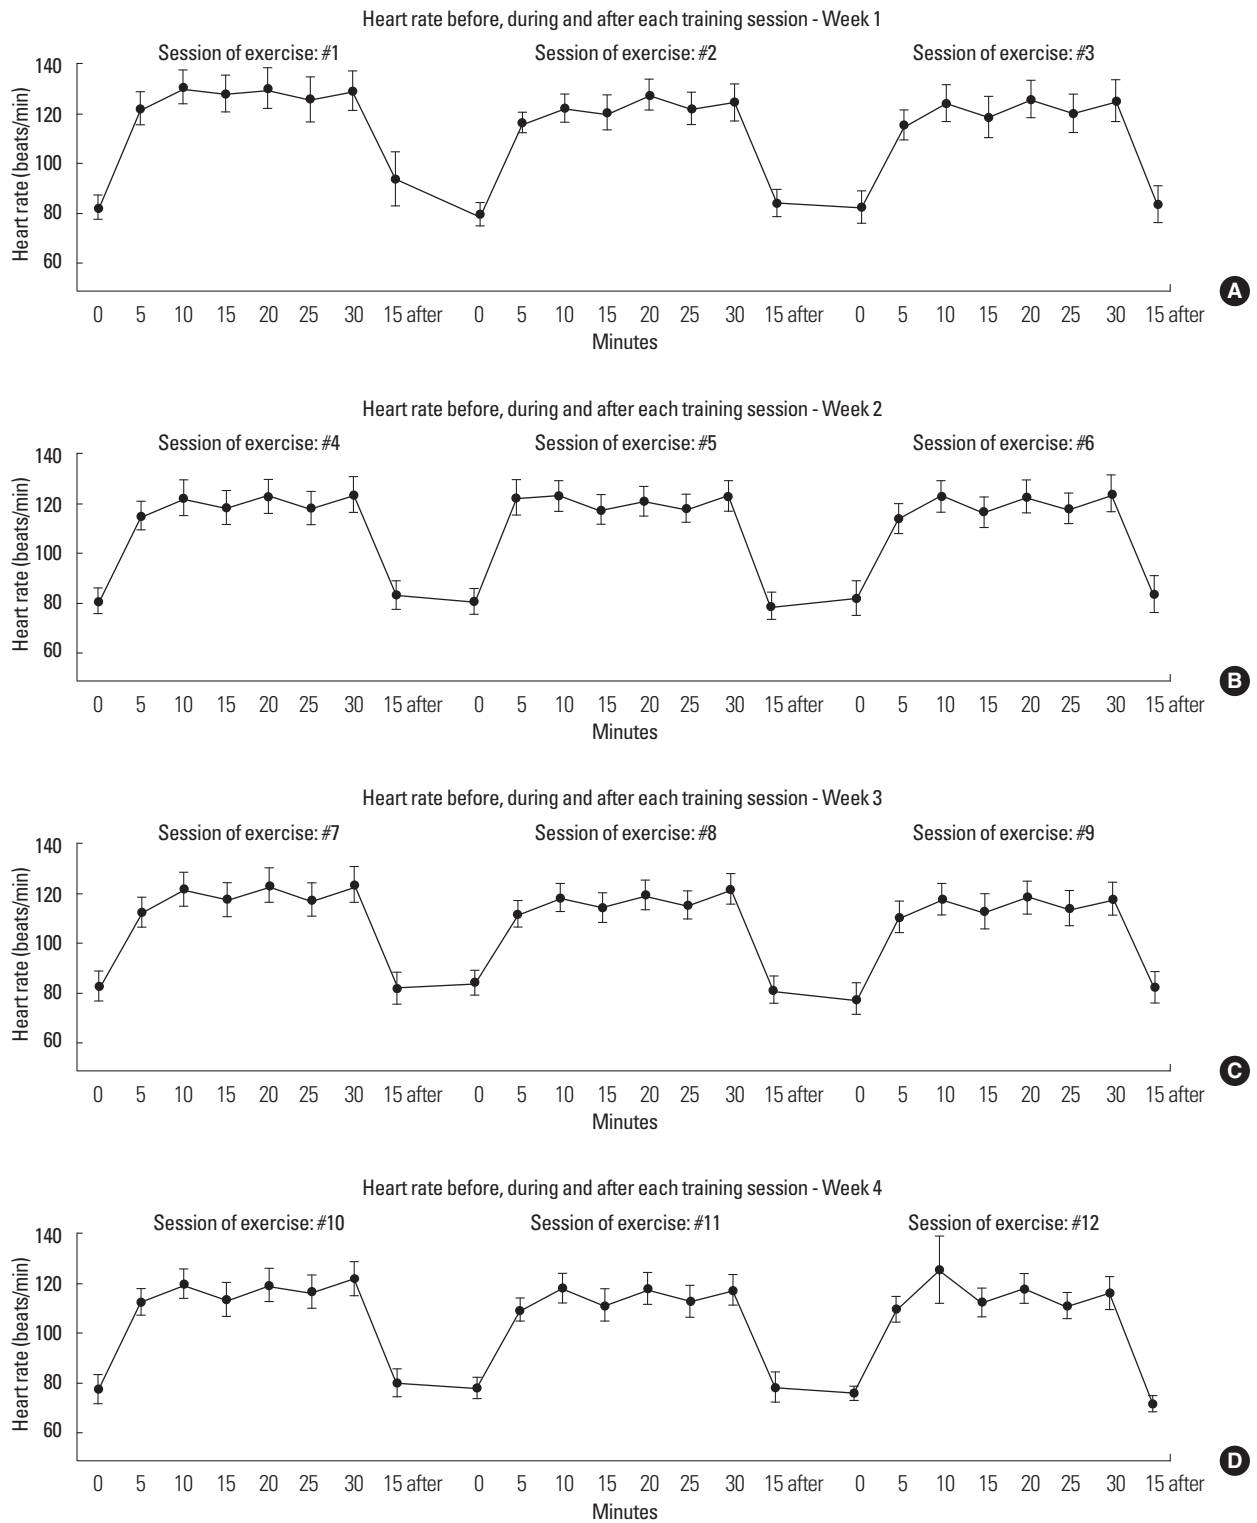 Heart rate before, during and after each training session - Week 1
Session of exercise: #1 Session of exercise: #2 Session of exercise: #3
Heart rate (beats/min)
140
120
100
80
60
0 5 10 15 20 25 30 15 after 0 5 10 15 20 25 30 15 after 0 5 10 15 20 25 30 15 after
Minutes
A
Heart rate before, during and after each training session - Week 2
Session of exercise: #4 Session of exercise: #5 Session of exercise: #6
Heart rate (beats/min)
140
120
100
80
60
0 5 10 15 20 25 30 15 after 0 5 10 15 20 25 30 15 after 0 5 10 15 20 25 30 15 after
Minutes
B
Heart rate before, during and after each training session - Week 3
Session of exercise: #7 Session of exercise: #8 Session of exercise: #9
Heart rate (beats/min)
140
120
100
80
60
0 5 10 15 20 25 30 15 after 0 5 10 15 20 25 30 15 after 0 5 10 15 20 25 30 15 after
Minutes
C
Heart rate before, during and after each training session - Week 4
Session of exercise: #10 Session of exercise: #11 Session of exercise: #12
Heart rate (beats/min)
140
120
100
80
60
0 5 10 15 20 25 30 15 after 0 5 10 15 20 25 30 15 after 0 5 10 15 20 25 30 15 after
Minutes
D